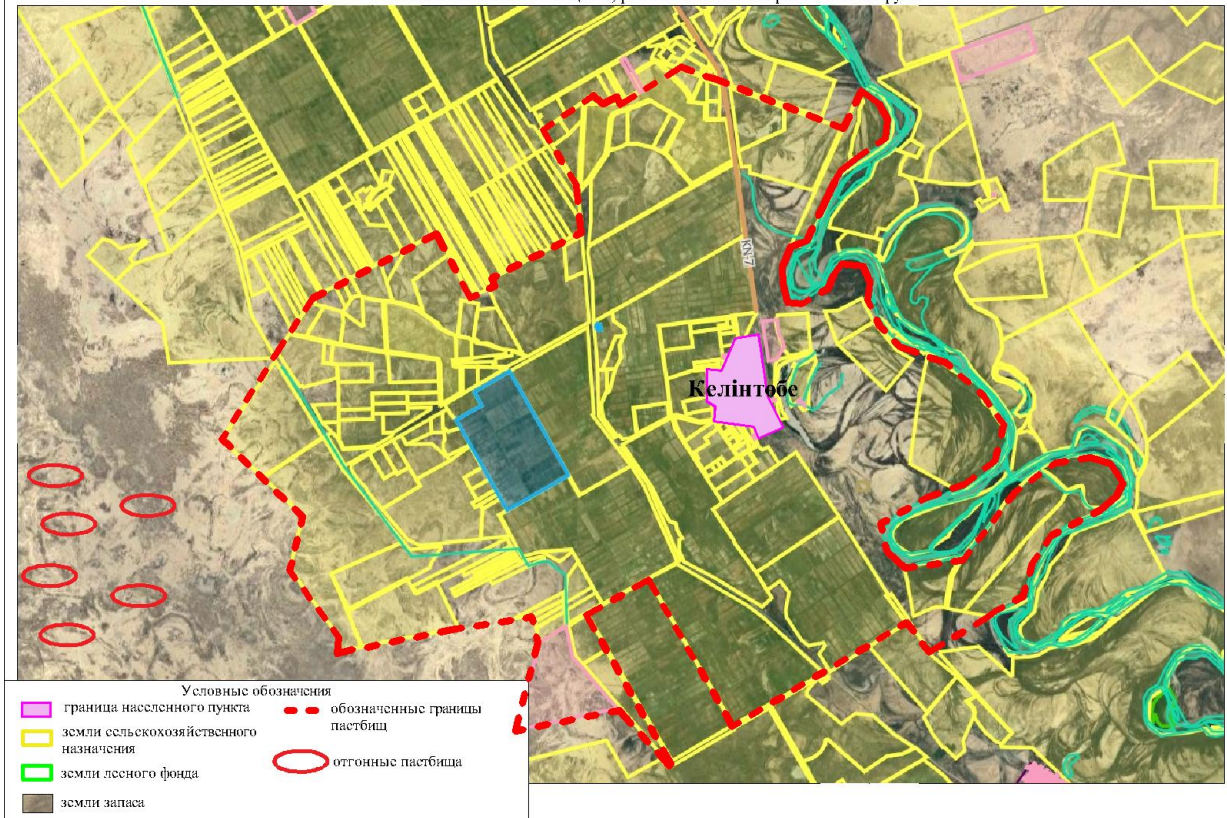 KN-7
Келінтобе
Условные обозначения
граница населенного пункта
обозначенные границы
пастбищ
земли сельскохозяйственного
назначения
отгонные пастбища
земли лесного фонда
земли запаса